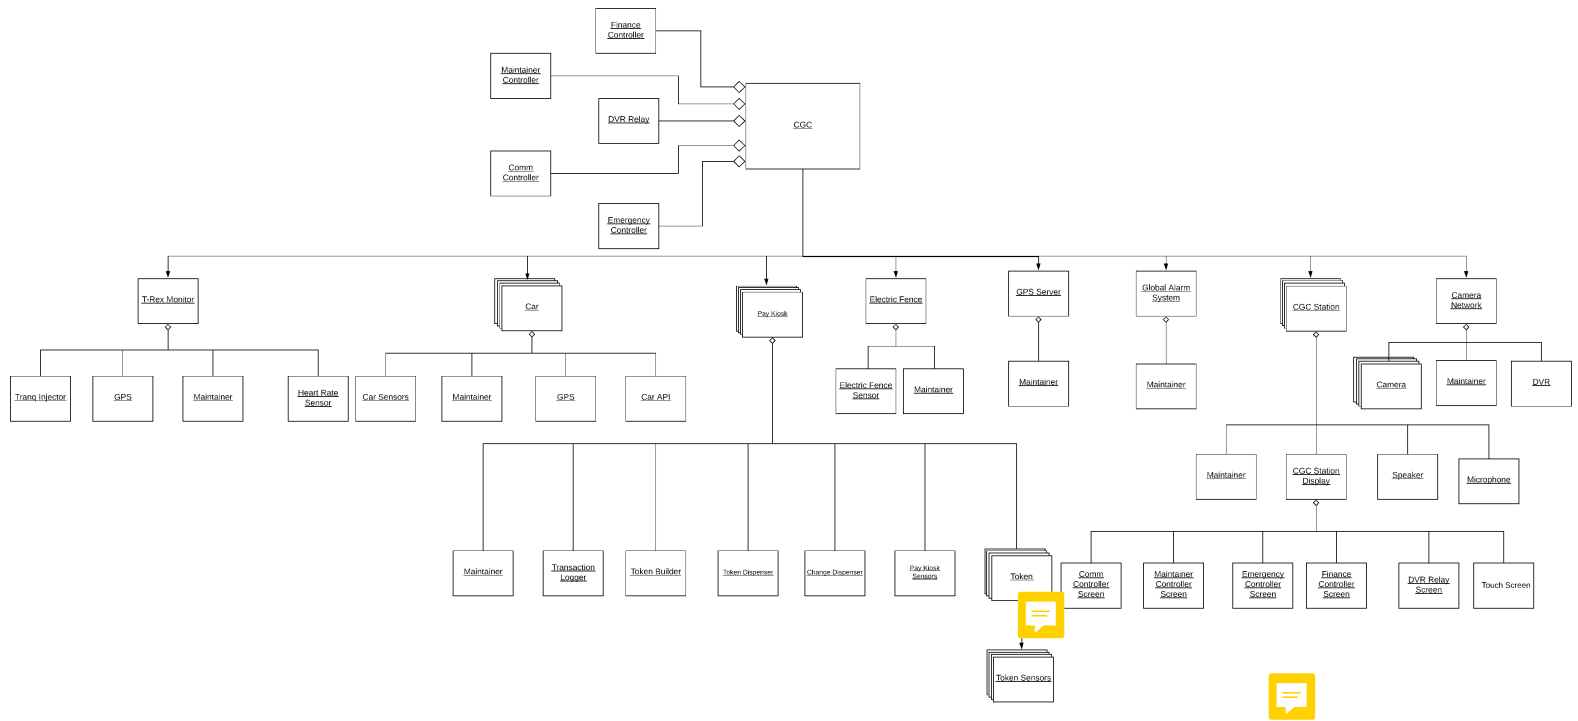 Finance
Controller
Maintainer
Controller
DVR Relay
CGC
Comm
Controller
Emergency
Controller
T-Rex Monitor
Car
Pay Kiosk
Electric Fence
GPS Server
Global Alarm
System
CGC Station
Camera
Network
Tranq Injector
GPS
Maintainer
Heart Rate
Sensor
Car Sensors
Maintainer
GPS
Car API
Electric Fence
Sensor
Maintainer
Maintainer
Maintainer
Camera
Maintainer
DVR
Maintainer
CGC Station
Display
Speaker
Microphone
Maintainer
Transaction
Logger
Token Builder
Token Dispenser
Change Dispenser
Pay Kiosk
Sensors
Token
Comm
Controller
Screen
Maintainer
Controller
Screen
Emergency
Controller
Screen
Finance
Controller
Screen
DVR Relay
Screen
Touch Screen
Token Sensors